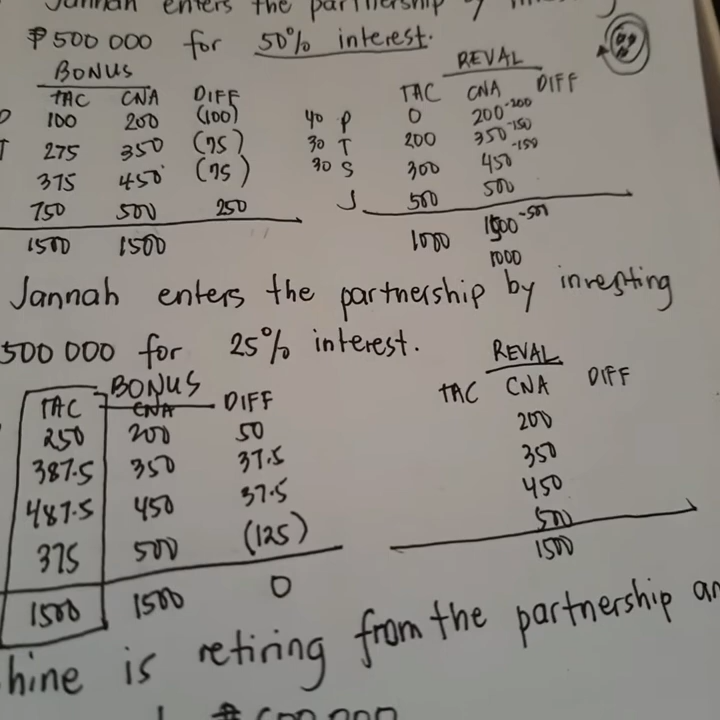 Jannah enters the partnership by
₱500 000 for 50% interest.
BONUS
TAC CNA DIFF
100 200 (100)
T 275 350 (75)
375 450 (75)
750 500 250
1500 1500
REVAL
TAC CNA DIFF
40 P 0 200 -200
30 T 200 350 -150
30 S 300 450 -150
J 500 500
1000 1500 -500
1000
Jannah enters the partnership by investing
500 000 for 25% interest.
BONUS
TAC CNA DIFF
250 200 50
387.5 350 37.5
487.5 450 37.5
375 500 (125)
1500 1500 0
REVAL
TAC CNA DIFF
200
350
450
500
1500
hine is retiring from the partnership an